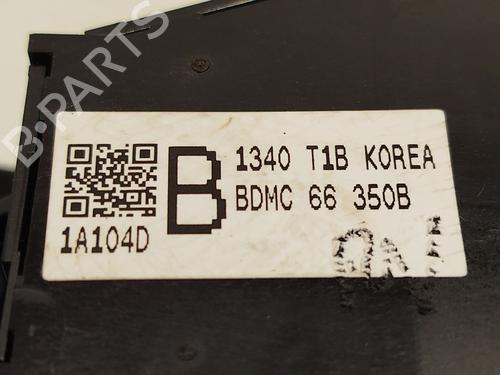 B-PARTS
B
1340 T1B KOREA
BDMC 66 350B
1A104D